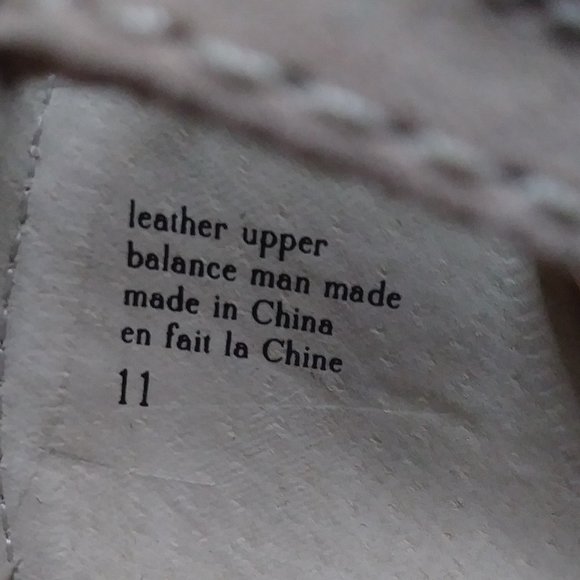 leather upper
balance man made
made in China
en fait la Chine
11